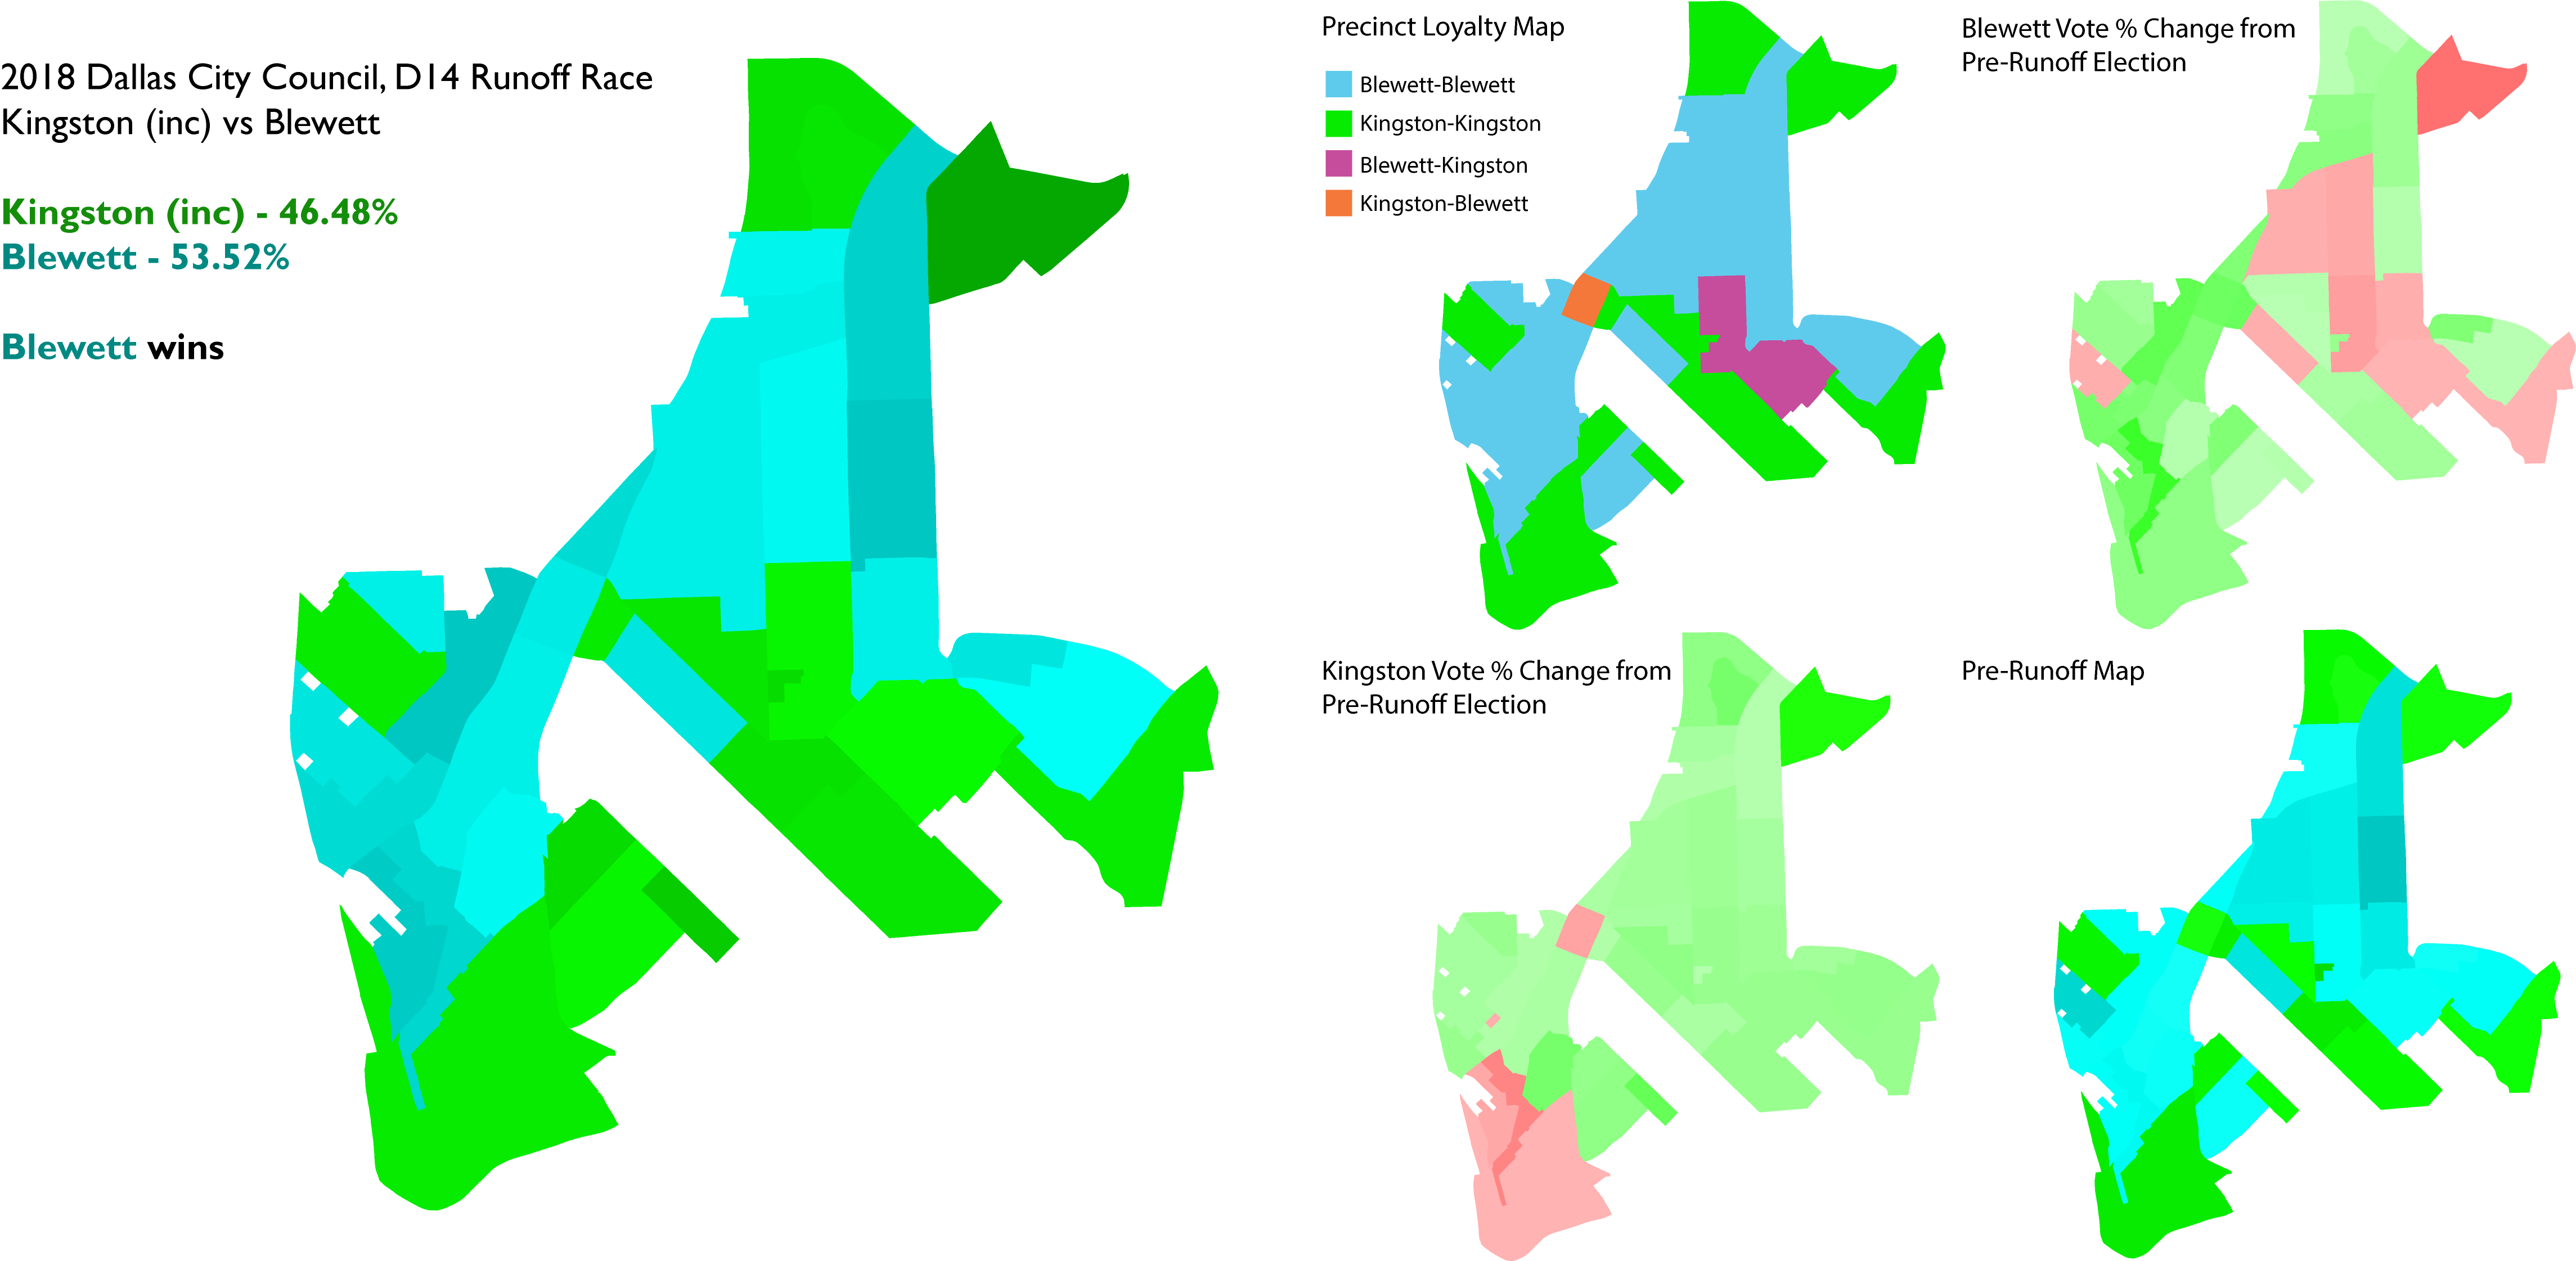 2018 Dallas City Council, D14 Runoff Race
Kingston (inc) vs Blewett
Kingston (inc) - 46.48%
Blewett - 53.52%
Blewett wins
Precinct Loyalty Map
Blewett-Blewett
Kingston-Kingston
Blewett-Kingston
Kingston-Blewett
Blewett Vote % Change from
Pre-Runoff Election
Kingston Vote % Change from
Pre-Runoff Election
Pre-Runoff Map